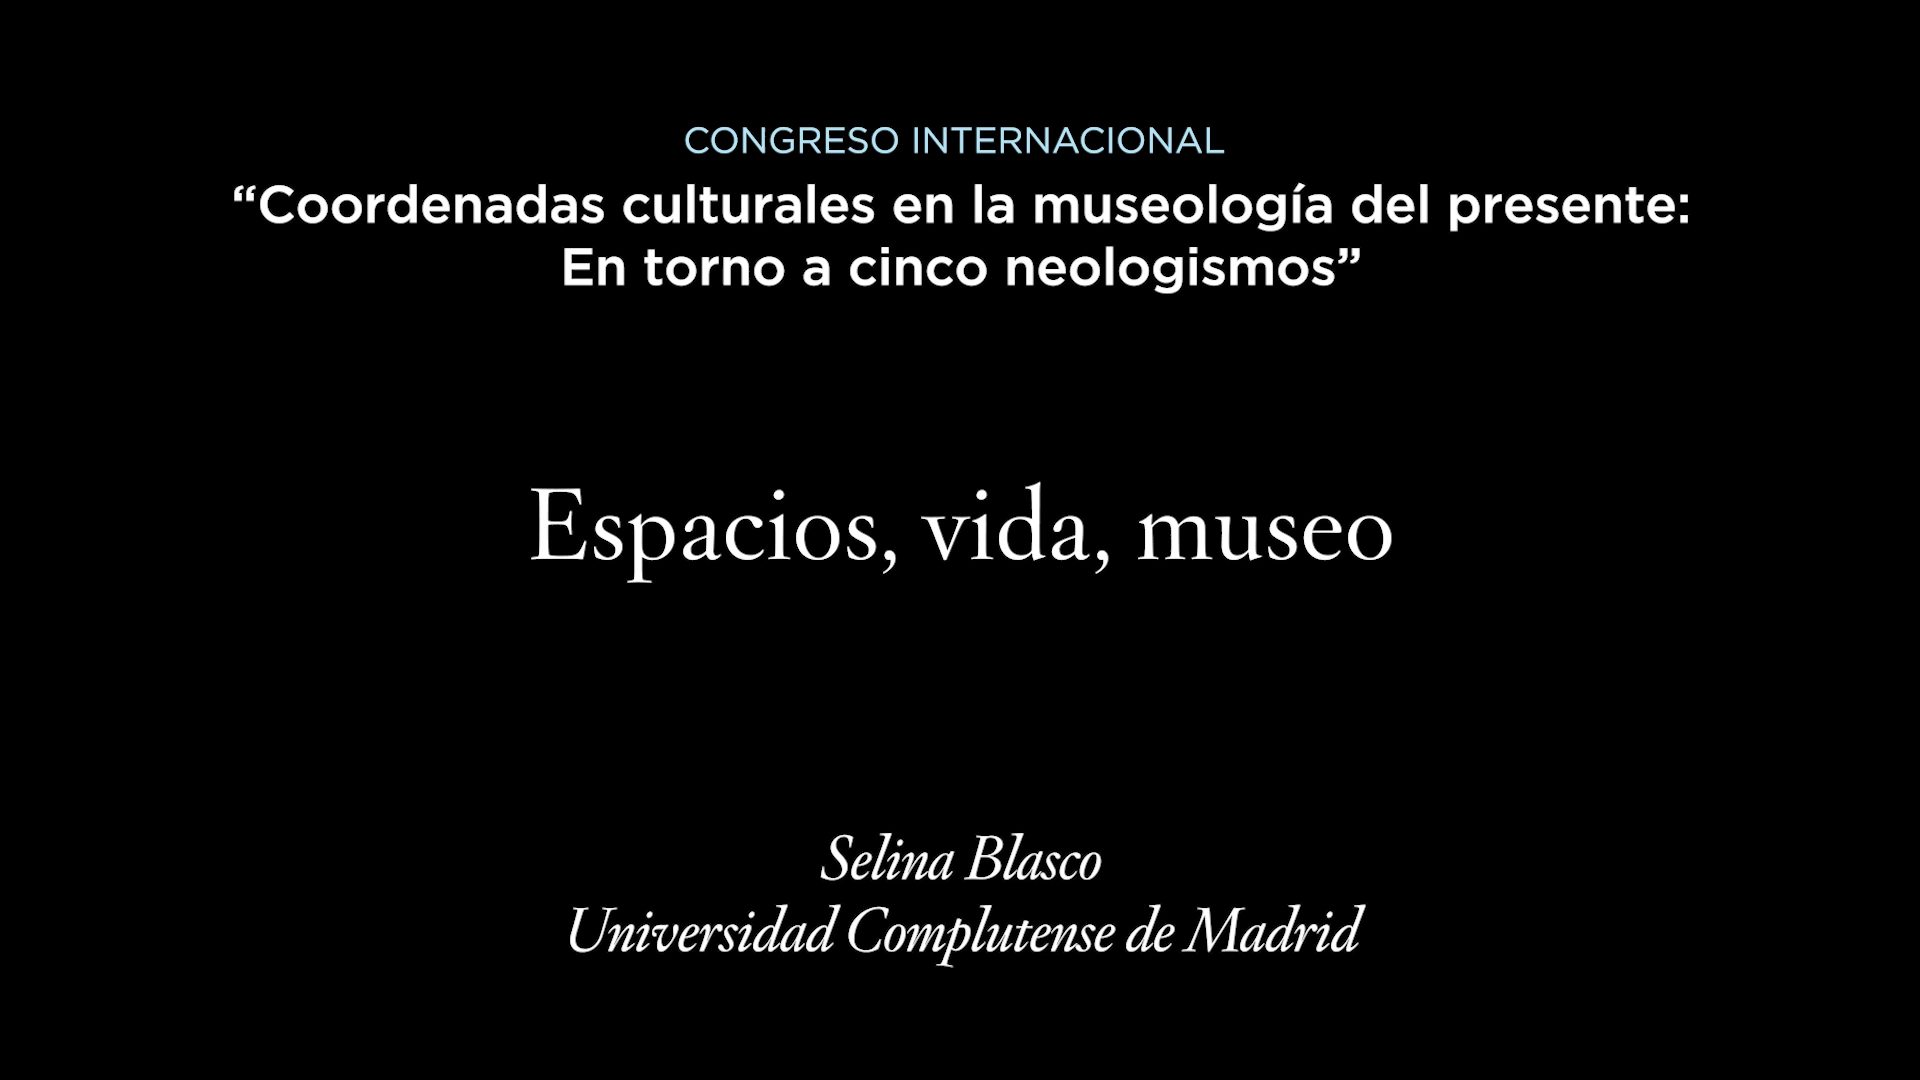 CONGRESO INTERNACIONAL
“Coordenadas culturales en la museología del presente:
En torno a cinco neologismos”
Espacios, vida, museo
Selina Blasco
Universidad Complutense de Madrid